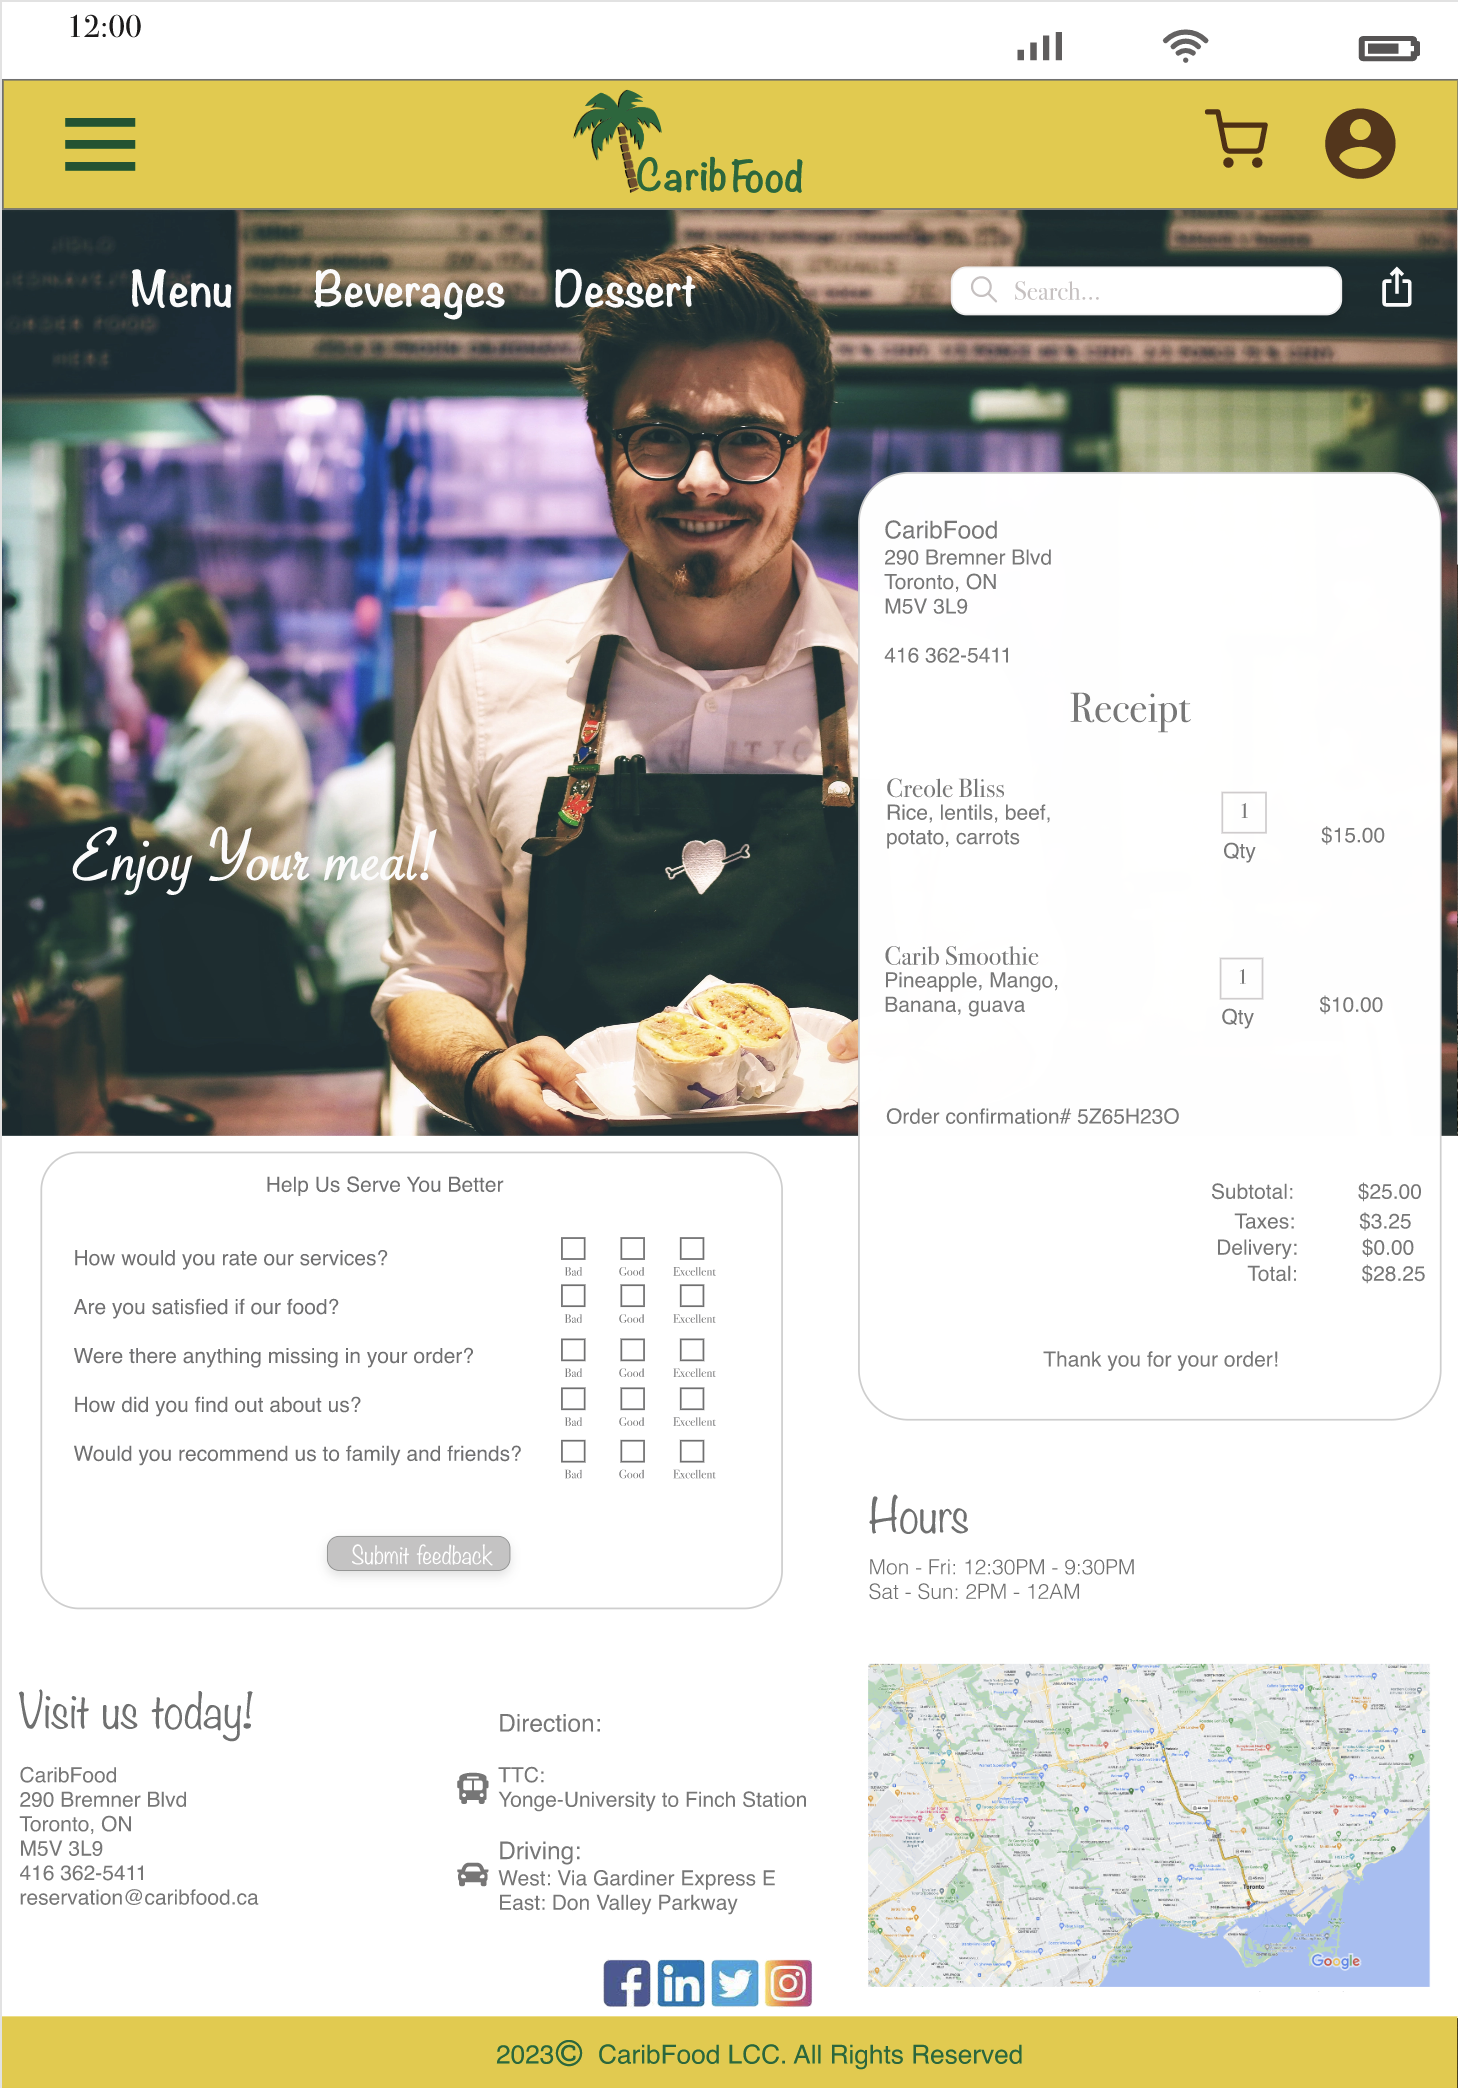 12:00
Carib Food
Menu Beverages Dessert
Search...
CaribFood
290 Bremner Blvd
Toronto, ON
M5V 3L9
416 362-5411
Receipt
Creole Bliss
Rice, lentils, beef,
potato, carrots
1
Qty
$15.00
Enjoy Your meal!
Carib Smoothie
Pineapple, Mango,
Banana, guava
1
Qty
$10.00
Order confirmation# 5Z65H23O
Subtotal: $25.00
Taxes: $3.25
Delivery: $0.00
Total: $28.25
Thank you for your order!
Help Us Serve You Better
How would you rate our services?
Bad Good Excellent
Are you satisfied if our food?
Bad Good Excellent
Were there anything missing in your order?
Bad Good Excellent
How did you find out about us?
Bad Good Excellent
Would you recommend us to family and friends?
Bad Good Excellent
Submit feedback
Hours
Mon - Fri: 12:30PM - 9:30PM
Sat - Sun: 2PM - 12AM
Visit us today!
CaribFood
290 Bremner Blvd
Toronto, ON
M5V 3L9
416 362-5411
reservation@caribfood.ca
Direction:
TTC:
Yonge-University to Finch Station
Driving:
West: Via Gardiner Express E
East: Don Valley Parkway
Toronto
Google
2023© CaribFood LCC. All Rights Reserved